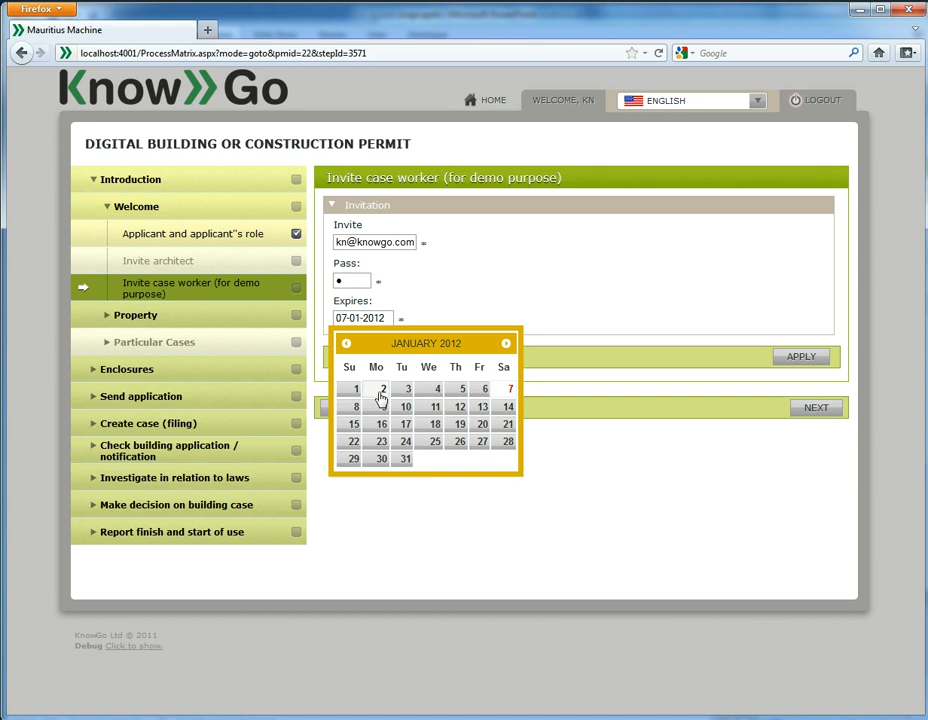 Firefox
Mauritius Machine
localhost:4001/ProcessMatrix.aspx?mode=goto&pmid=22&stepId=3571
Google
Know Go
HOME
WELCOME, KN
ENGLISH
LOGOUT
DIGITAL BUILDING OR CONSTRUCTION PERMIT
Introduction
Welcome
Applicant and applicant"s role
Invite architect
Invite case worker (for demo
purpose)
Property
Particular Cases
Enclosures
Send application
Create case (filing)
Check building application /
notification
Investigate in relation to laws
Make decision on building case
Report finish and start of use
Invite case worker (for demo purpose)
Invitation
Invite
kn@knowgo.com *
Pass:
● *
Expires:
07-01-2012 *
JANUARY 2012
Su Mo Tu We Th Fr Sa
1 2 3 4 5 6 7
8 9 10 11 12 13 14
15 16 17 18 19 20 21
22 23 24 25 26 27 28
29 30 31
APPLY
NEXT
KnowGo Ltd © 2011
Debug Click to show.